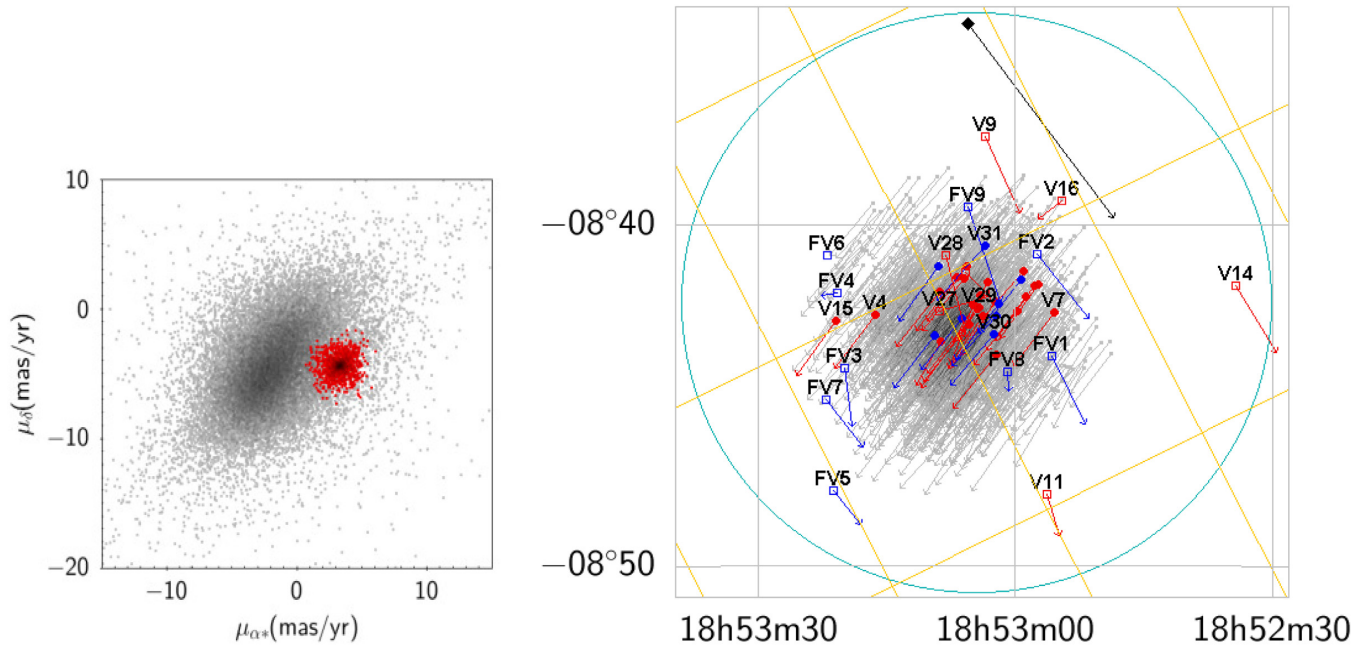 10
0
−10
−20
−10
0
10
μδ(mas/yr)
μα*(mas/yr)
V9
V16
FV9
−08°40
V31
FV6
V28
FV2
FV4
V14
V27
V29
V15
V4
V7
V30
FV3
FV8
FV1
FV7
FV5
V11
−08°50
18h53m30
18h53m00
18h52m30